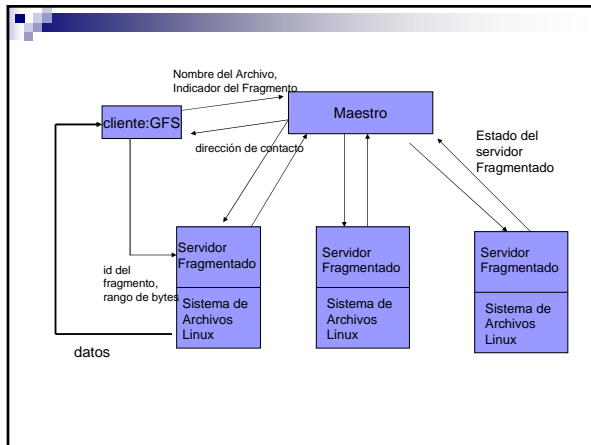 Nombre del Archivo,
Indicador del Fragmento
cliente:GFS
Maestro
dirección de contacto
Estado del
servidor
Fragmentado
Servidor
Fragmentado
Sistema de
Archivos
Linux
Servidor
Fragmentado
Sistema de
Archivos
Linux
Servidor
Fragmentado
Sistema de
Archivos
Linux
id del
fragmento,
rango de bytes
datos